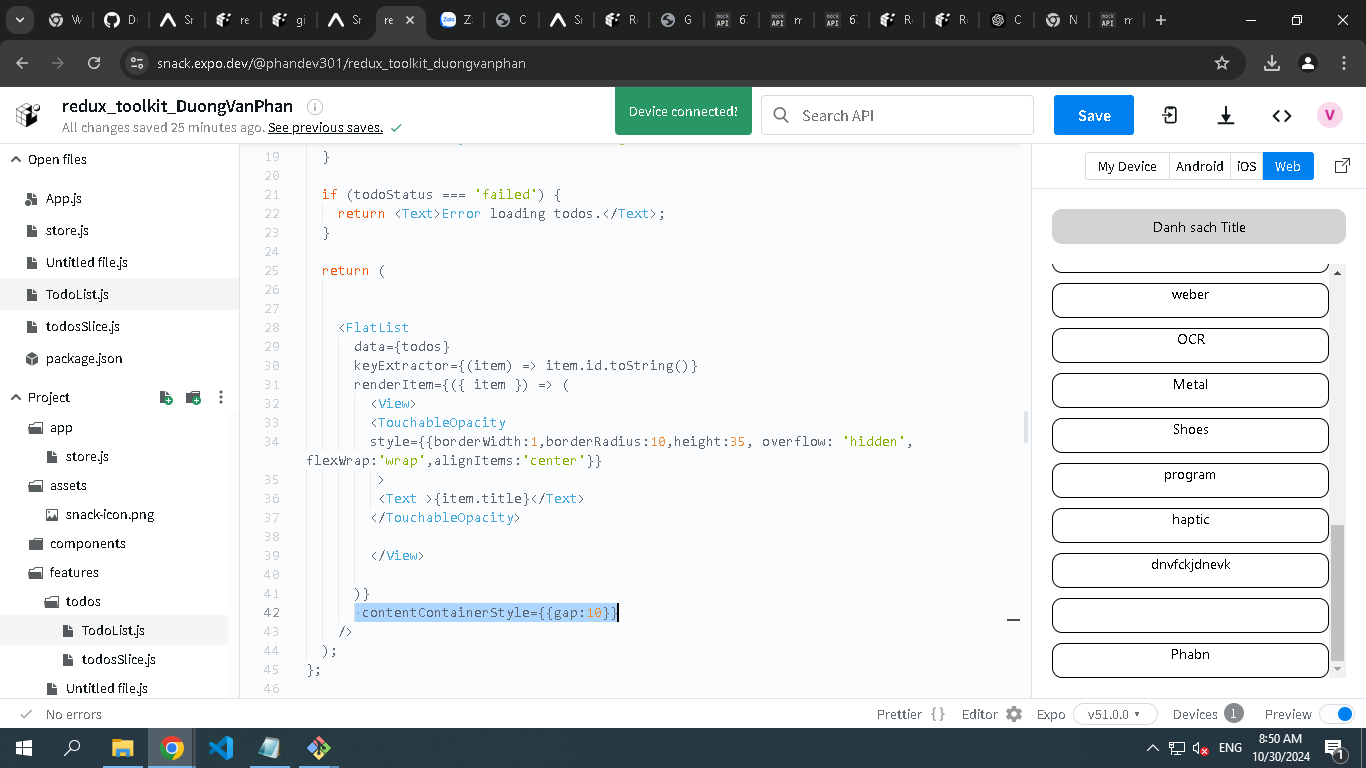 snack.expo.dev/@phandev301/redux_toolkit_duongvanphan
redux_toolkit_DuongVanPhan
All changes saved 25 minutes ago. See previous saves.
Device connected!
Search API
Save
V
Open files
App.js
store.js
Untitled file.js
TodoList.js
todosSlice.js
package.json
Project
app
store.js
assets
snack-icon.png
components
features
todos
TodoList.js
todosSlice.js
Untitled file.js
19 }
20
21 if (todoStatus === 'failed') {
22 return <Text>Error loading todos.</Text>;
23 }
24
25 return (
26
27
28 <FlatList
29 data={todos}
30 keyExtractor={(item) => item.id.toString()}
31 renderItem={({ item }) => (
32 <View>
33 <TouchableOpacity
34 style={{borderWidth:1,borderRadius:10,height:35, overflow: 'hidden',
flexWrap:'wrap',alignItems:'center'}}
35 >
36 <Text >{item.title}</Text>
37 </TouchableOpacity>
38
39 </View>
40
41 )}
42 contentContainerStyle={{gap:10}}
43 />
44 );
45 };
46
My Device Android iOS Web
Danh sach Title
weber
OCR
Metal
Shoes
program
haptic
dnvfckjdnevk
Phabn
No errors
Prettier {} Editor Expo v51.0.0 Devices 1 Preview
ENG
8:50 AM
10/30/2024
1